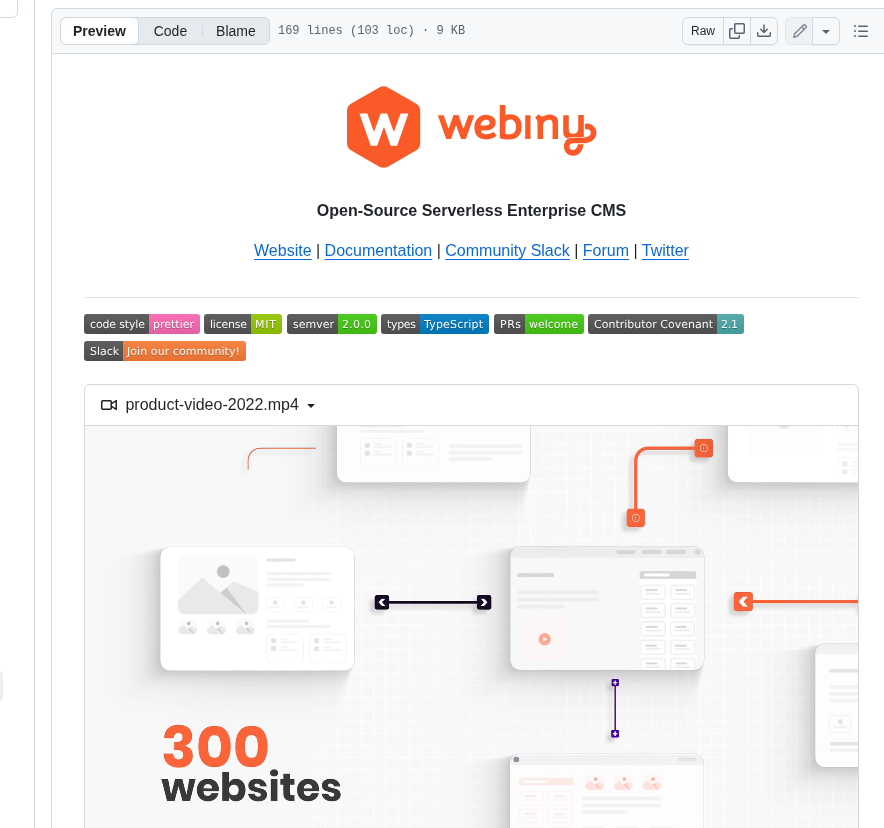 Preview Code Blame 169 lines (103 loc) · 9 KB Raw
W webiny
Open-Source Serverless Enterprise CMS
Website | Documentation | Community Slack | Forum | Twitter
code style prettier license MIT semver 2.0.0 types TypeScript PRs welcome Contributor Covenant 2.1
Slack Join our community!
product-video-2022.mp4
300
websites